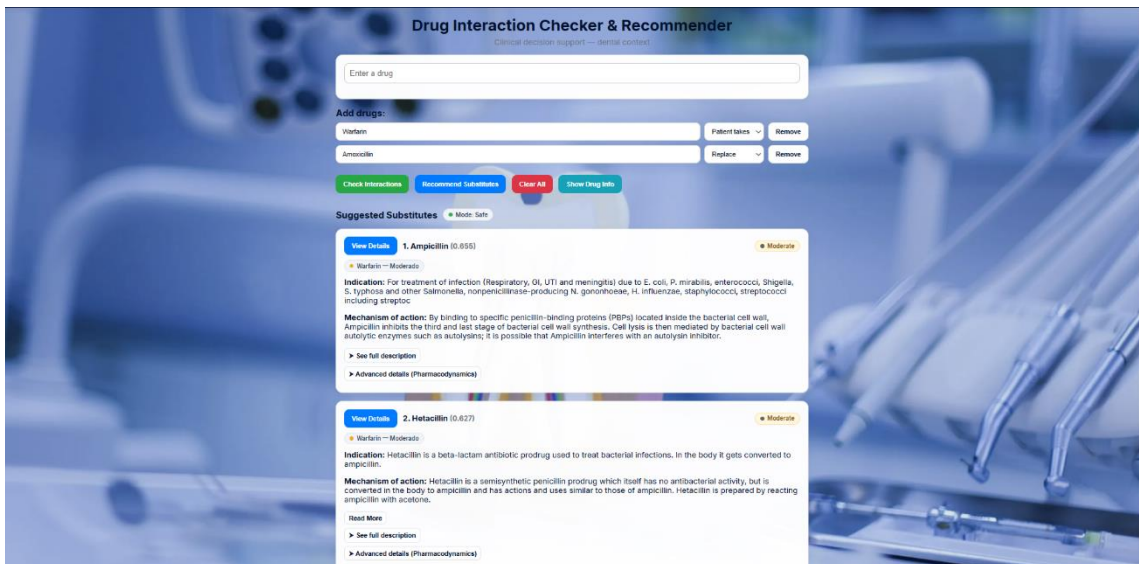 Drug Interaction Checker & Recommender
Clinical decision support — dental context
Enter a drug
Add drugs:
Warfarin Patient takes Remove
Amoxicillin Replace Remove
Check Interactions Recommend Substitutes Clear All Show Drug Info
Suggested Substitutes Mode: Safe
View Details 1. Ampicillin (0.655) Moderate
Warfarin — Moderado
Indication: For treatment of infection (Respiratory, GI, UTI and meningitis) due to E. coli, P. mirabilis, enterococci, Shigella,
S. typhosa and other Salmonella, nonpenicillinase-producing N. gononhoeae, H. influenzae, staphylococci, streptococci
including streptoc
Mechanism of action: By binding to specific penicillin-binding proteins (PBPs) located inside the bacterial cell wall,
Ampicillin inhibits the third and last stage of bacterial cell wall synthesis. Cell lysis is then mediated by bacterial cell wall
autolytic enzymes such as autolysins; it is possible that Ampicillin interferes with an autolysin inhibitor.
➤ See full description
➤ Advanced details (Pharmacodynamics)
View Details 2. Hetacillin (0.627) Moderate
Warfarin — Moderado
Indication: Hetacillin is a beta-lactam antibiotic prodrug used to treat bacterial infections. In the body it gets converted to
ampicillin.
Mechanism of action: Hetacillin is a semisynthetic penicillin prodrug which itself has no antibacterial activity, but is
converted in the body to ampicillin and has actions and uses similar to those of ampicillin. Hetacillin is prepared by reacting
ampicillin with acetone.
Read More
➤ See full description
➤ Advanced details (Pharmacodynamics)